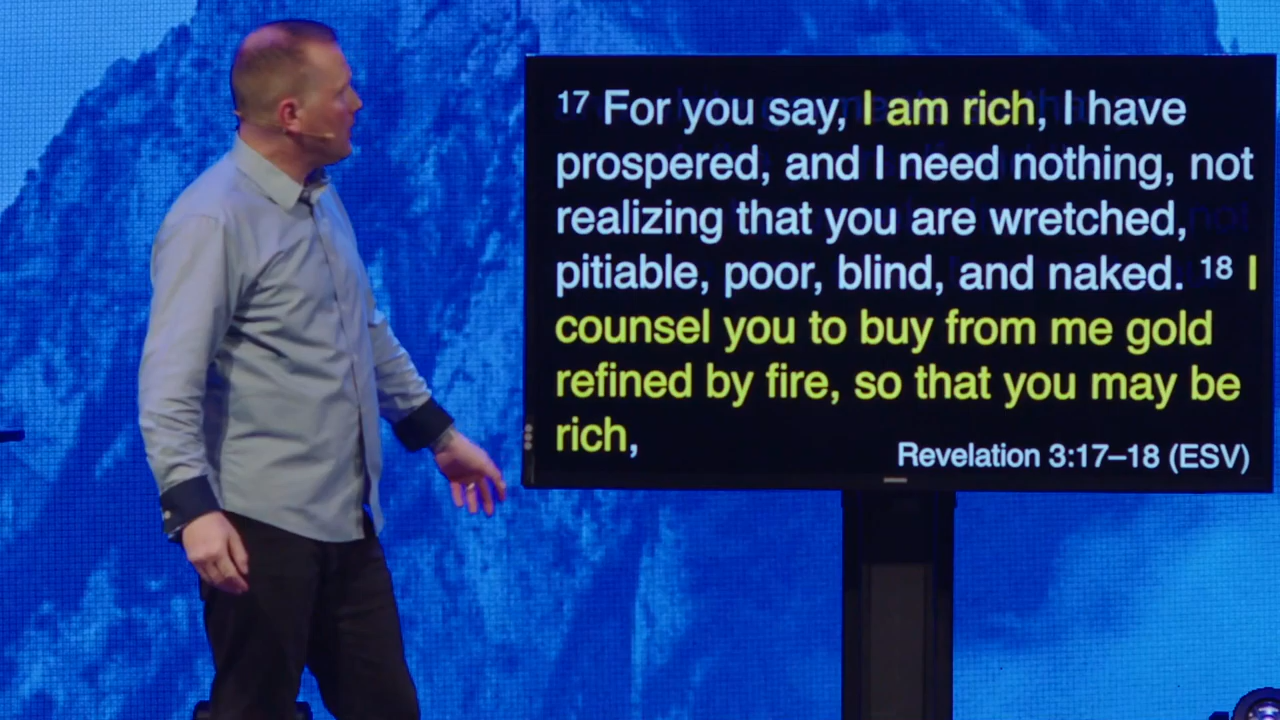 17 For you say, I am rich, I have
prospered, and I need nothing, not
realizing that you are wretched,
pitiable, poor, blind, and naked. 18 I
counsel you to buy from me gold
refined by fire, so that you may be
rich,
Revelation 3:17–18 (ESV)